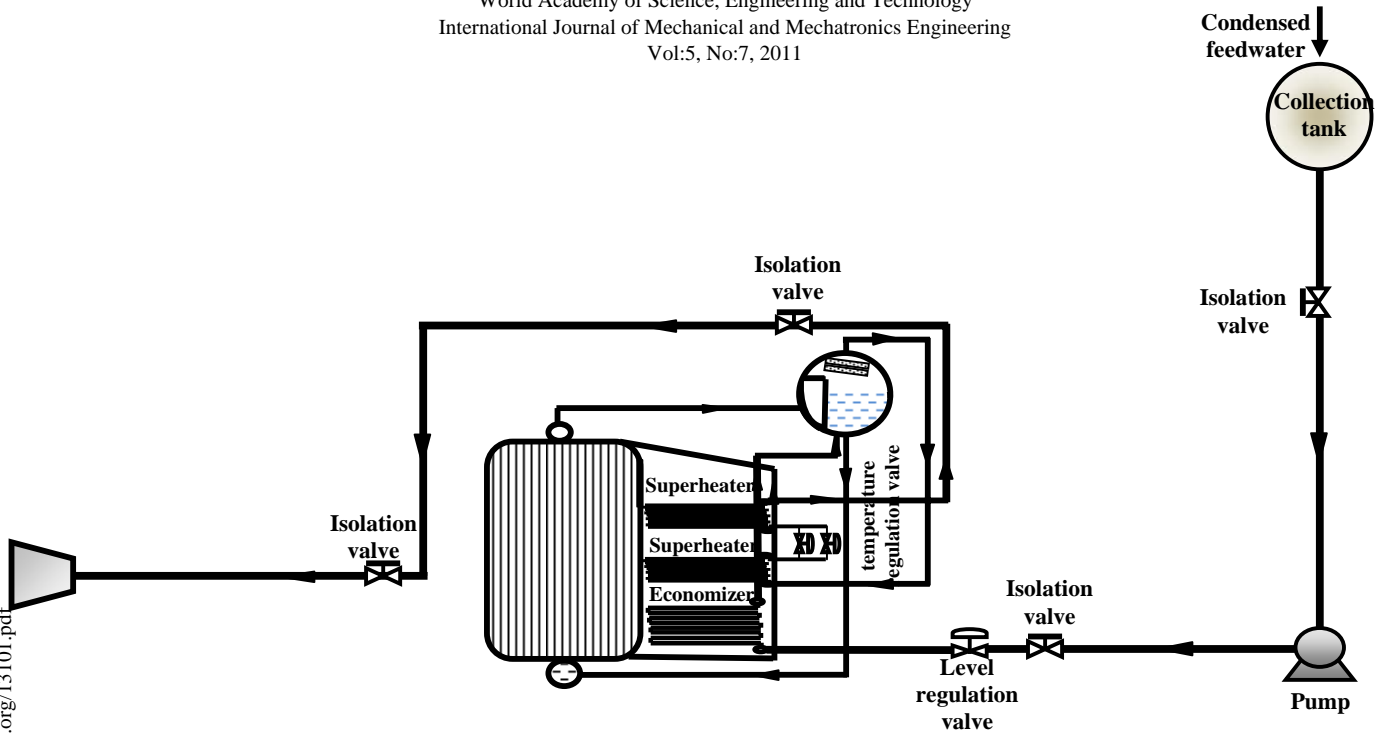 World Academy of Science, Engineering and Technology
International Journal of Mechanical and Mechatronics Engineering
Vol:5, No:7, 2011
Condensed
feedwater
Collection
tank
Isolation
valve
Isolation
valve
Isolation
valve
Superheater
Superheater
Economizer
temperature
egulation valve
Isolation
valve
Level
regulation
valve
Pump
.org/13101.pdf